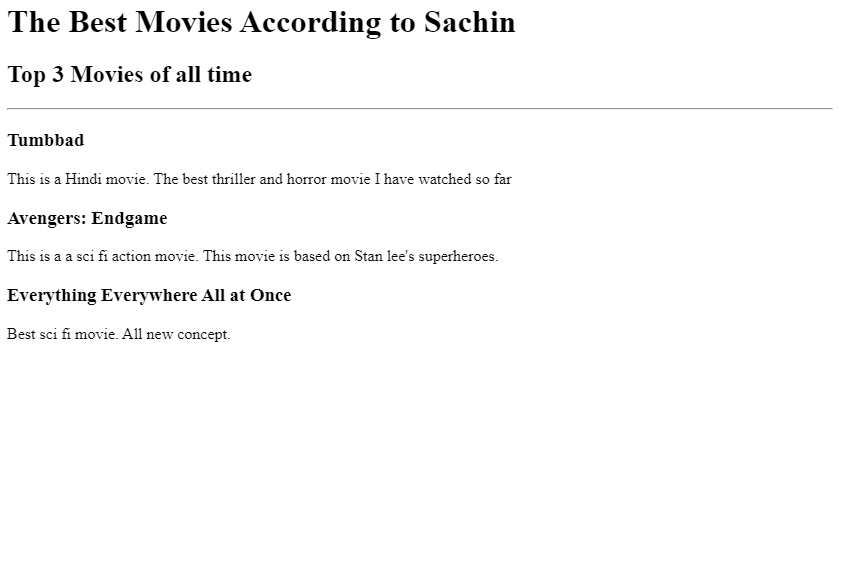 The Best Movies According to Sachin
Top 3 Movies of all time
Tumbbad
This is a Hindi movie. The best thriller and horror movie I have watched so far
Avengers: Endgame
This is a a sci fi action movie. This movie is based on Stan lee's superheroes.
Everything Everywhere All at Once
Best sci fi movie. All new concept.